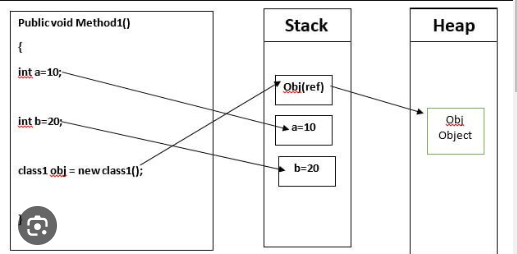 Public void Method1()
{
int a=10;
int b=20;
class1 obj = new class1();
}
Stack
Obj(ref)
a=10
b=20
Heap
Obj
Object